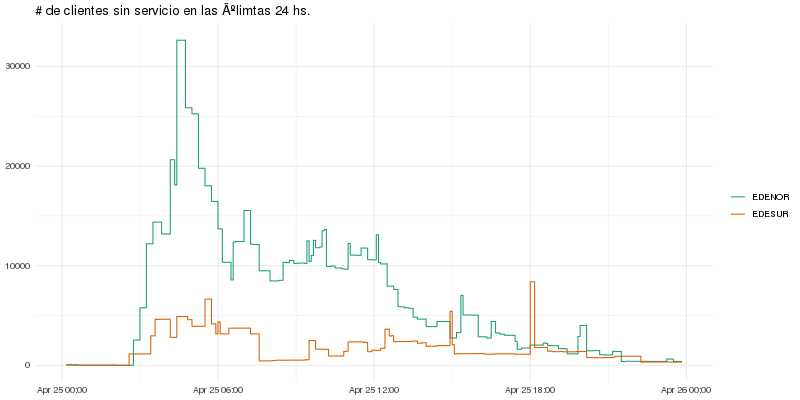 # de clientes sin servicio en las Ãºlimtas 24 hs.
30000
20000
10000
0
Apr 25 00:00
Apr 25 06:00
Apr 25 12:00
Apr 25 18:00
Apr 26 00:00
EDENOR
EDESUR